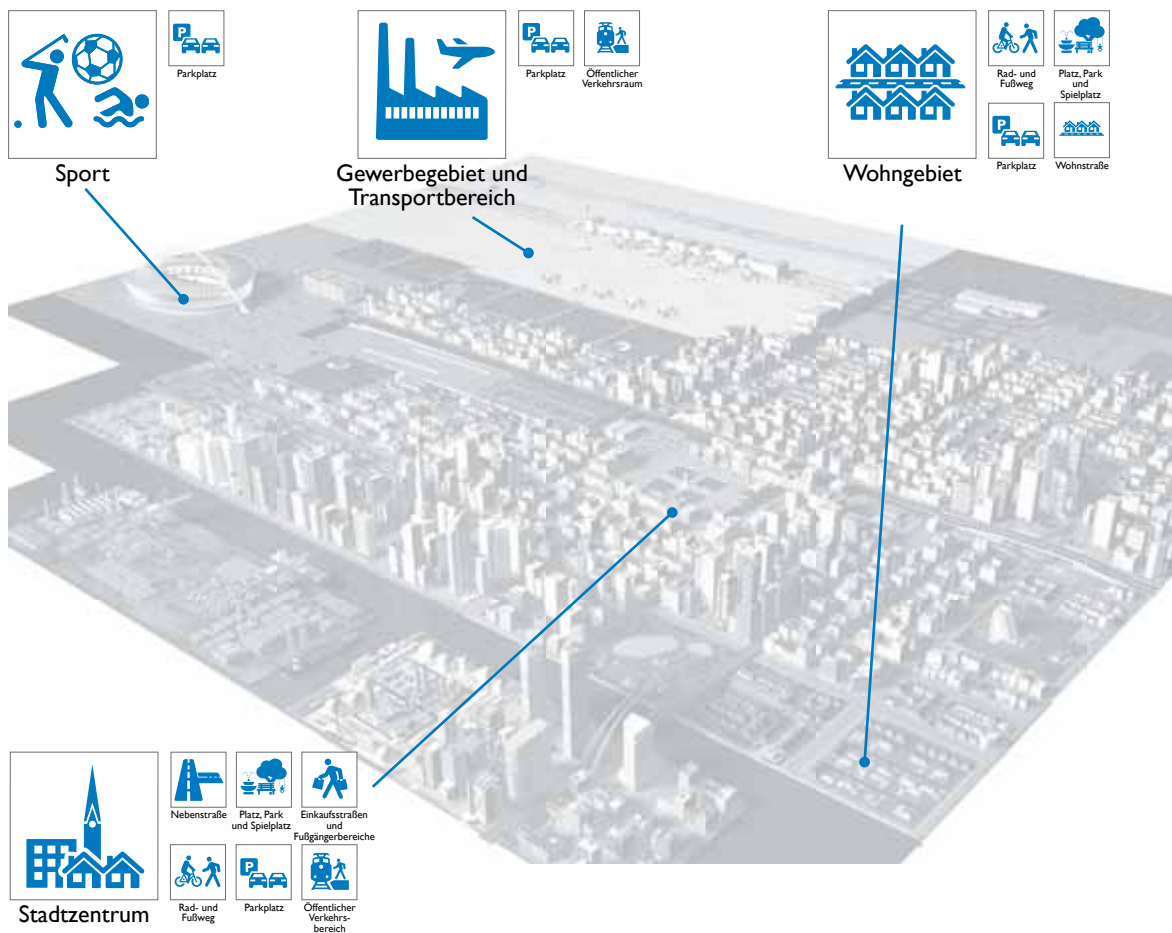 P
Parkplatz
Sport
P
Parkplatz
Öffentlicher
Verkehrsraum
Gewerbegebiet und
Transportbereich
Rad- und
Fußweg
Platz, Park
und
Spielplatz
P
Parkplatz
Wohnstraße
Wohngebiet
Nebenstraße
Platz, Park
und Spielplatz
Einkaufsstraßen
und
Fußgängerbereiche
Rad- und
Fußweg
P
Parkplatz
Öffentlicher
Verkehrs-
bereich
Stadtzentrum